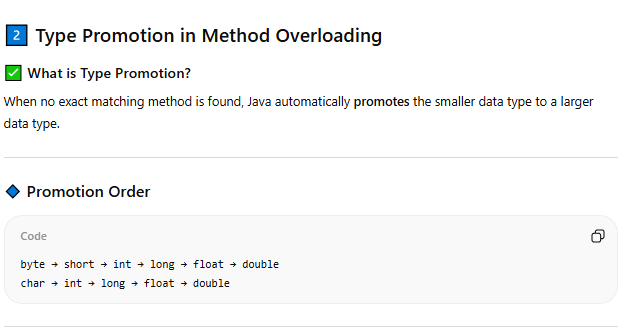 2 Type Promotion in Method Overloading
✅ What is Type Promotion?
When no exact matching method is found, Java automatically promotes the smaller data type to a larger
data type.
Promotion Order
Code
byte → short → int → long → float → double
char → int → long → float → double